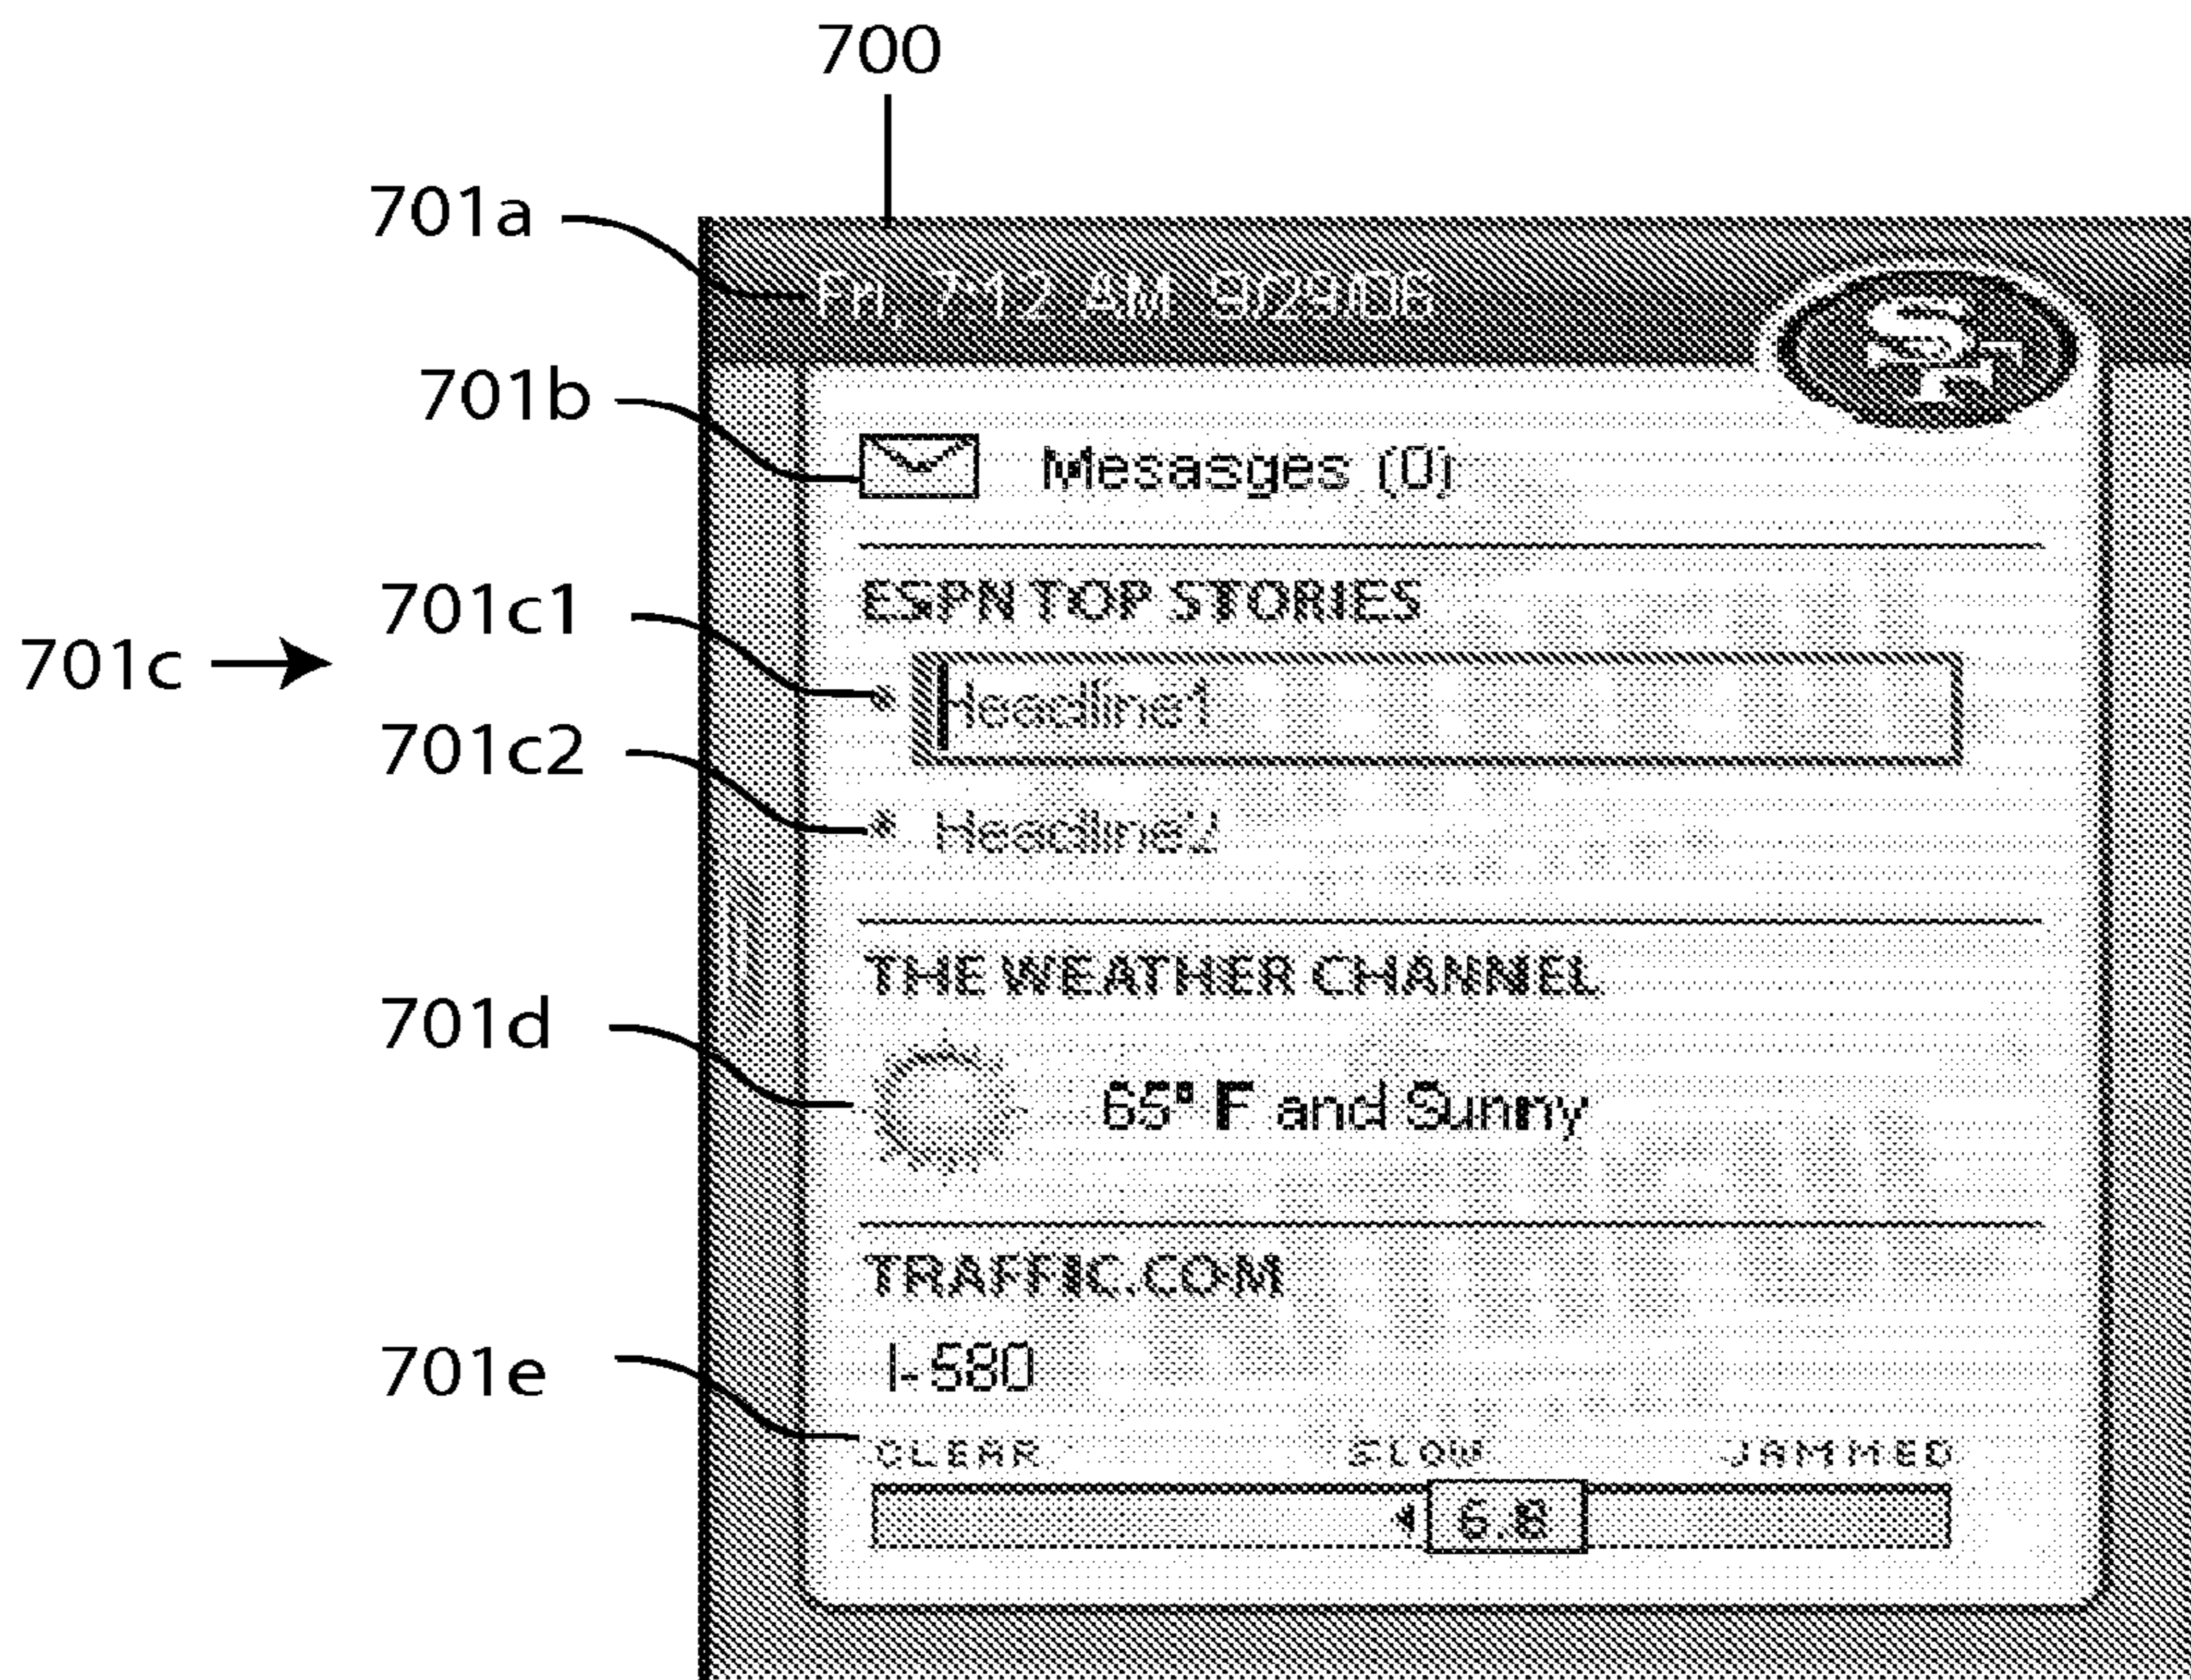 700
701a
Fri, 7:12 AM 9/29/06
SF
701b
Mesasges (0)
ESPN TOP STORIES
701c
701c1
Headline1
701c2
Headline2
THE WEATHER CHANNEL
701d
65° F and Sunny
TRAFFIC.COM
I-580
701e
CLEAR SLOW JAMMED
6.8